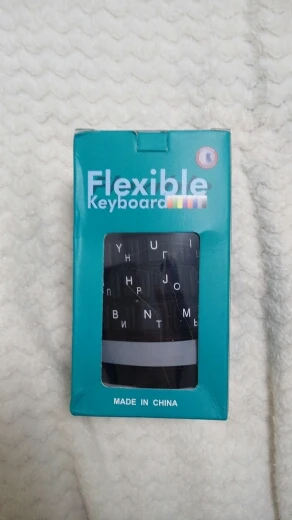 Flexible
Keyboard
Y U I
Н Г
H J
П Р О
B N M
И Т Ь
MADE IN CHINA